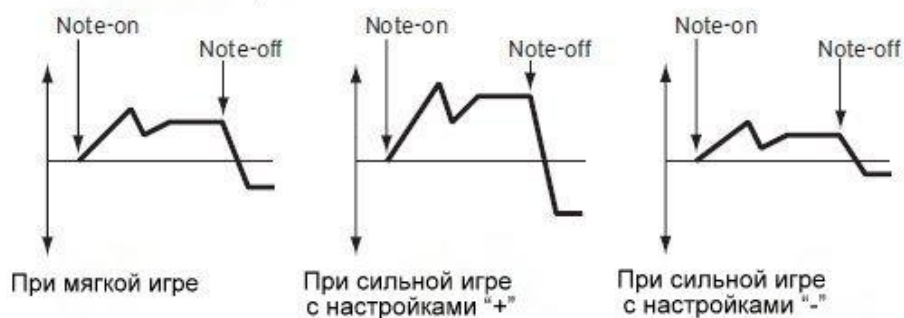 Note-on
Note-off
Note-on
Note-off
Note-on
Note-off
При мягкой игре
При сильной игре
с настройками “+”
При сильной игре
с настройками “-”